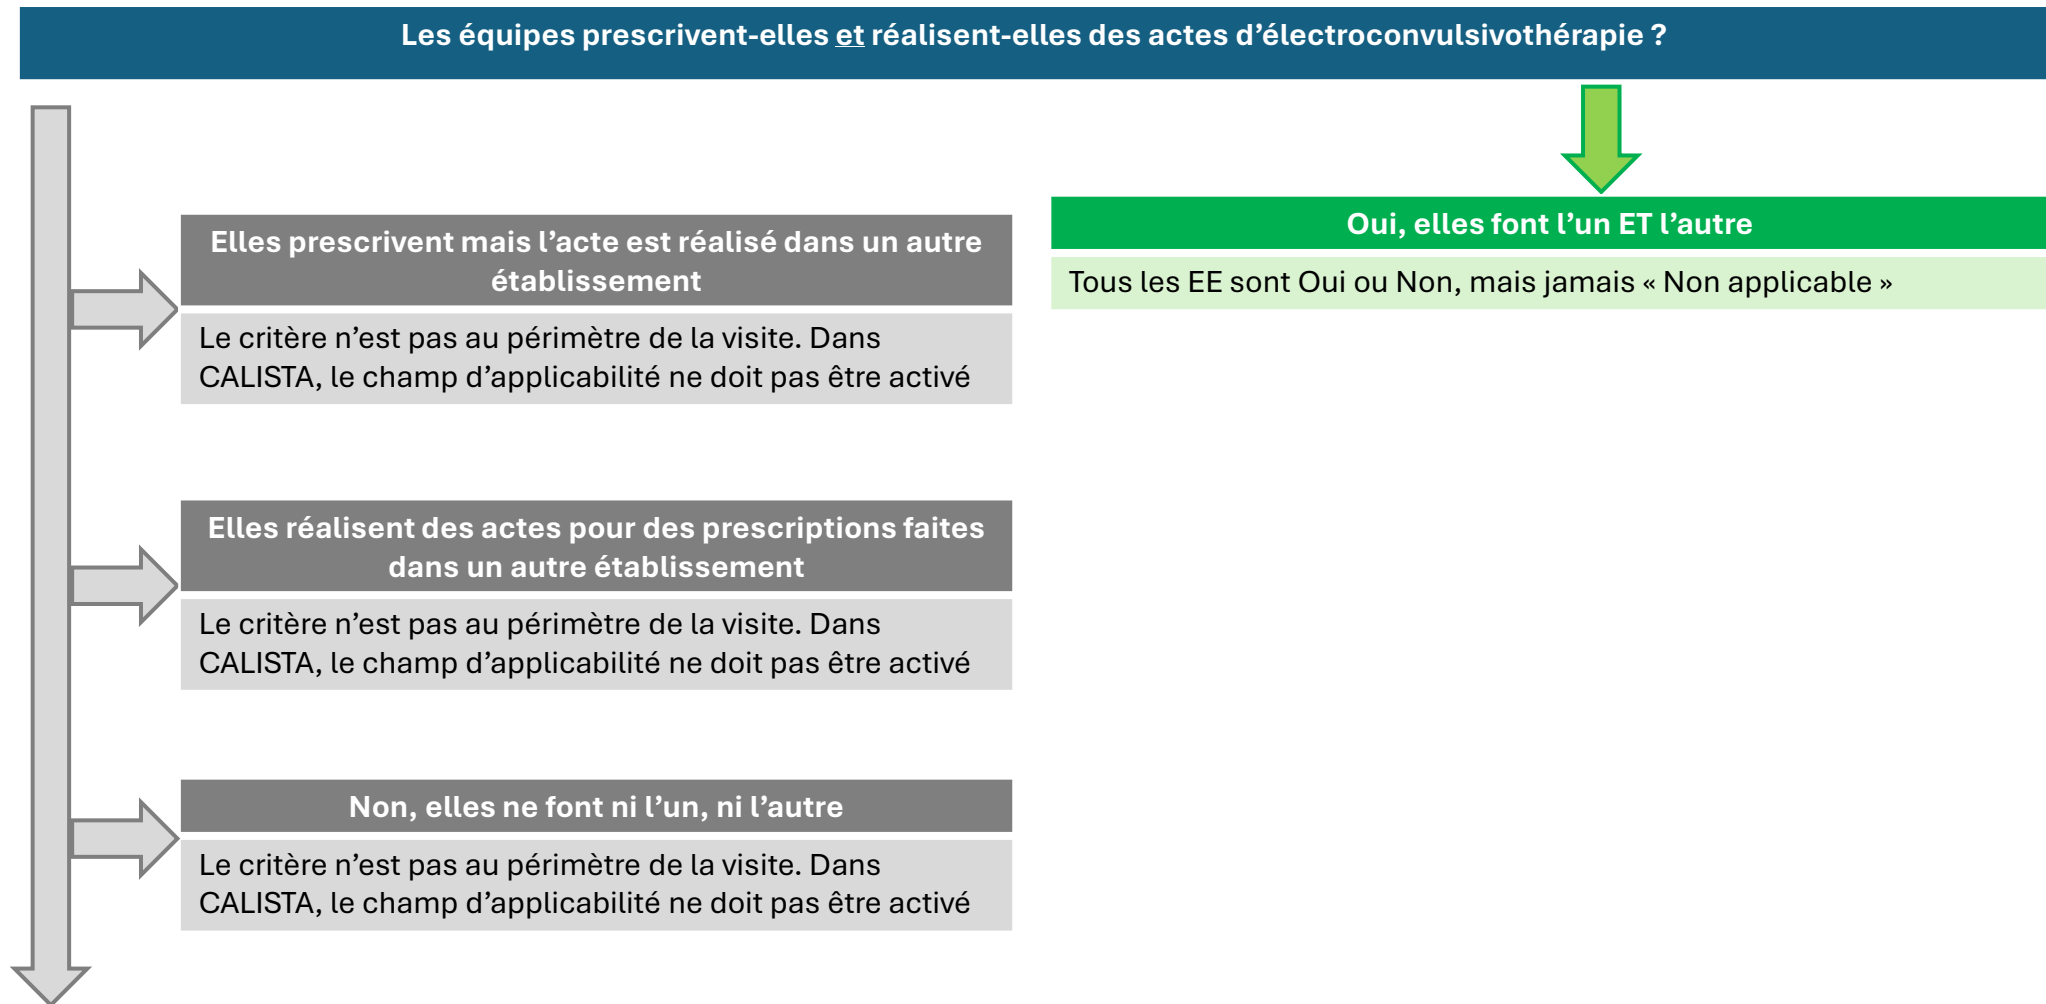 Les équipes prescrivent-elles et réalisent-elles des actes d’électroconvulsivothérapie ?
Elles prescrivent mais l’acte est réalisé dans un autre
établissement
Le critère n’est pas au périmètre de la visite. Dans
CALISTA, le champ d’applicabilité ne doit pas être activé
Elles réalisent des actes pour des prescriptions faites
dans un autre établissement
Le critère n’est pas au périmètre de la visite. Dans
CALISTA, le champ d’applicabilité ne doit pas être activé
Non, elles ne font ni l’un, ni l’autre
Le critère n’est pas au périmètre de la visite. Dans
CALISTA, le champ d’applicabilité ne doit pas être activé
Oui, elles font l’un ET l’autre
Tous les EE sont Oui ou Non, mais jamais « Non applicable »